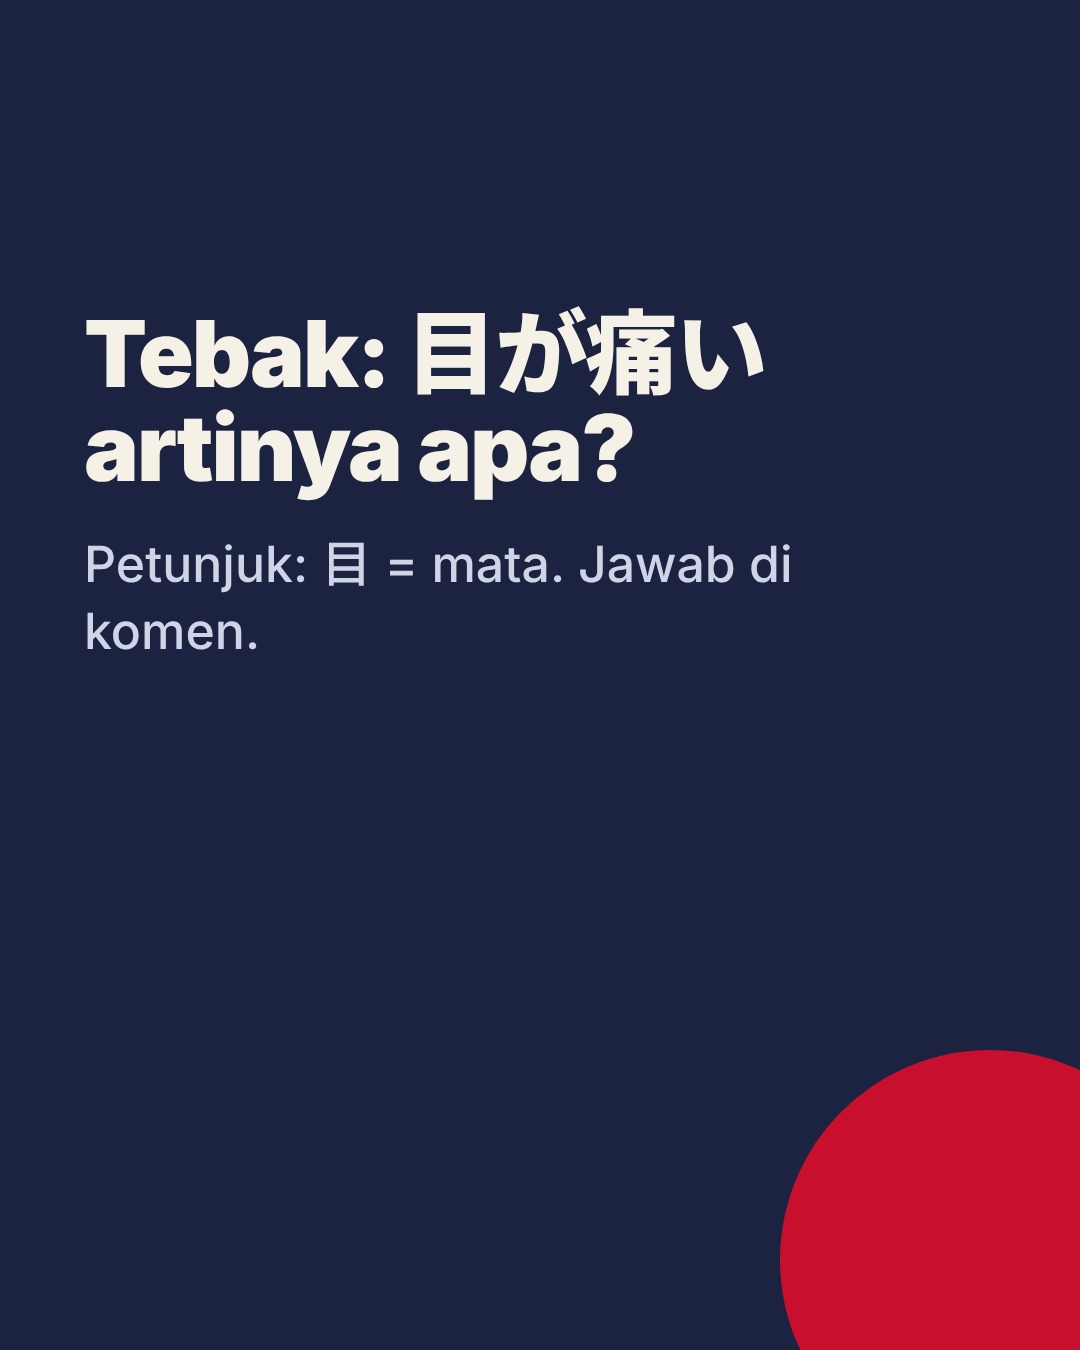 Tebak: 目が痛い
artinya apa?
Petunjuk: 目 = mata. Jawab di
komen.